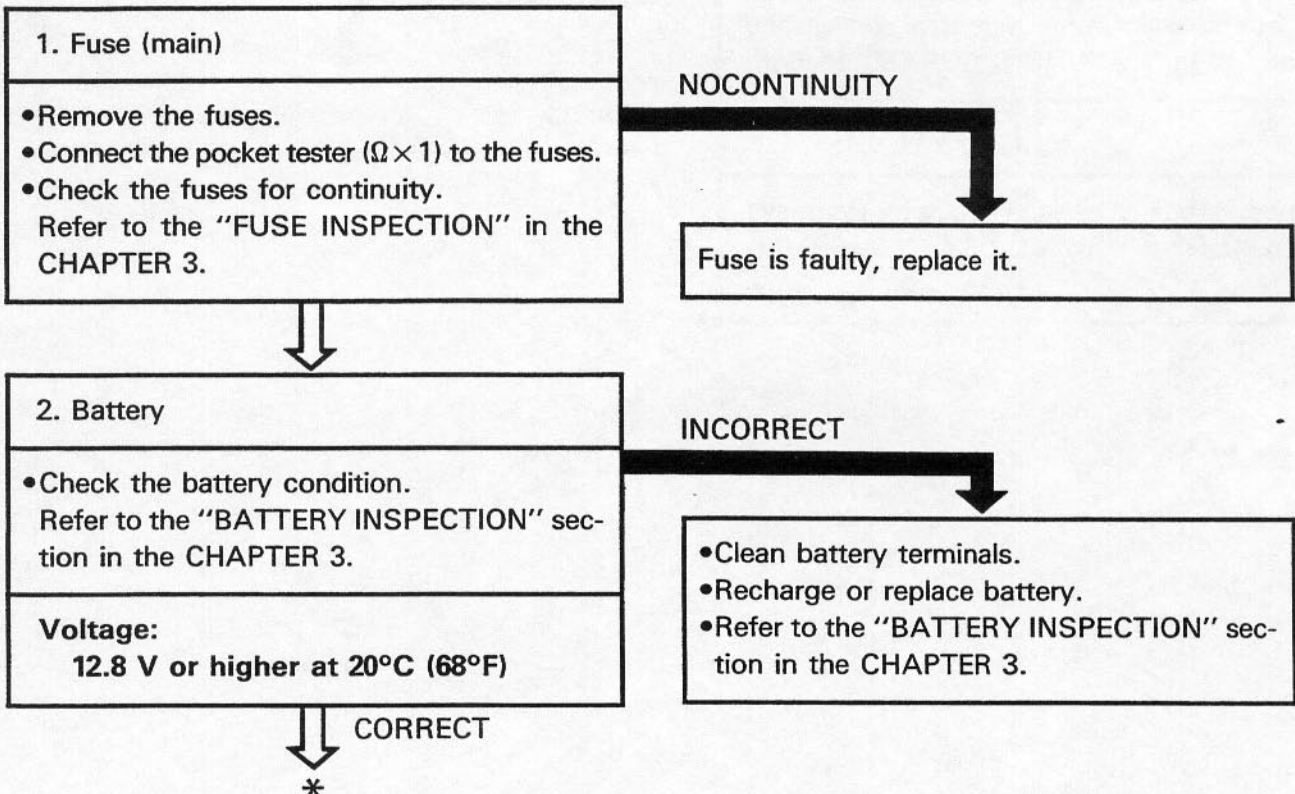 1. Fuse (main)
•Remove the fuses.
•Connect the pocket tester (Ω × 1) to the fuses.
•Check the fuses for continuity.
Refer to the "FUSE INSPECTION" in the
CHAPTER 3.
NOCONTINUITY
Fuse is faulty, replace it.
2. Battery
•Check the battery condition.
Refer to the "BATTERY INSPECTION" sec-
tion in the CHAPTER 3.
Voltage:
12.8 V or higher at 20°C (68°F)
INCORRECT
•Clean battery terminals.
•Recharge or replace battery.
•Refer to the "BATTERY INSPECTION" sec-
tion in the CHAPTER 3.
CORRECT
*